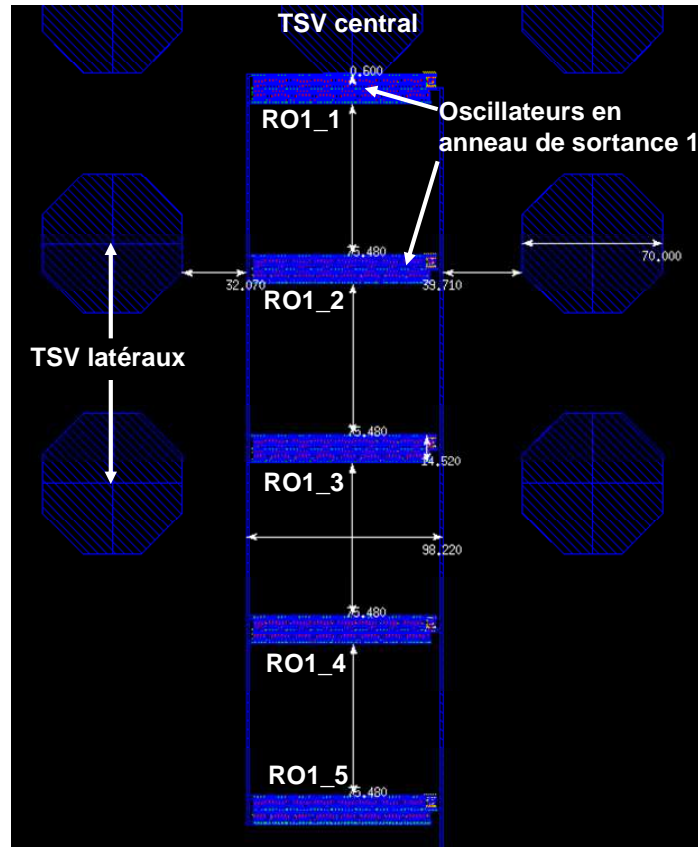 TSV central
0.600
Oscillateurs en
anneau de sortance 1
RO1_1
75.480
70.000
32.070
39.710
RO1_2
TSV latéraux
75.480
14.520
RO1_3
98.220
75.480
RO1_4
RO1_5
75.480